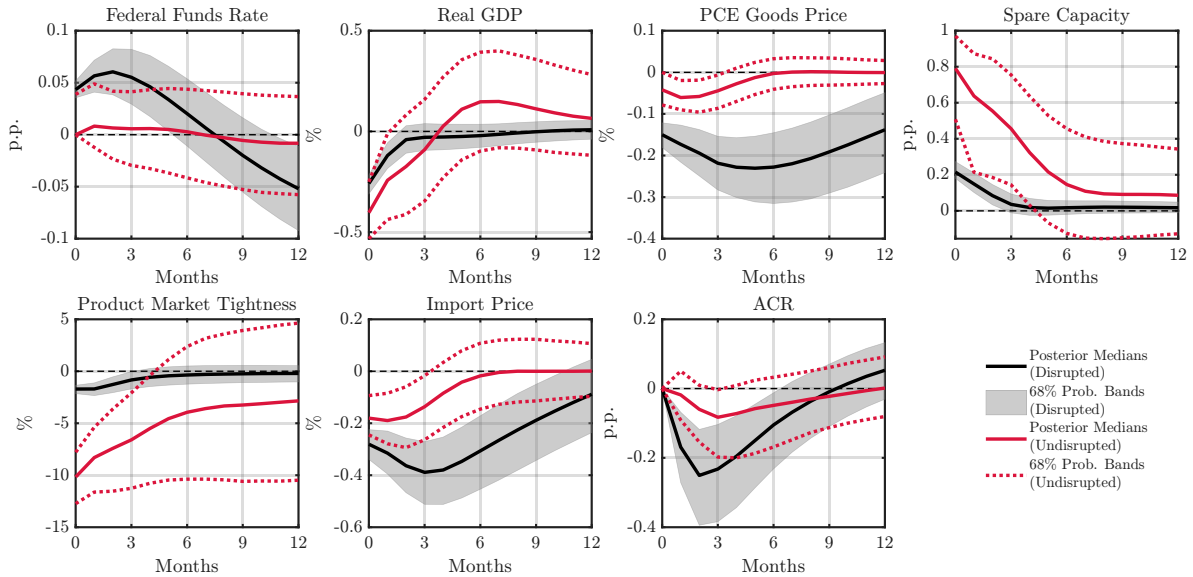 Federal Funds Rate
Real GDP
PCE Goods Price
Spare Capacity
0.1
0.05
0
-0.05
-0.1
p.p.
0 3 6 9 12
Months
0.5
0
-0.5
%
0 3 6 9 12
Months
0.1
0
-0.1
-0.2
-0.3
-0.4
%
0 3 6 9 12
Months
1
0.8
0.6
0.4
0.2
0
p.p.
0 3 6 9 12
Months
Product Market Tightness
Import Price
ACR
5
0
-5
-10
-15
%
0 3 6 9 12
Months
0.2
0
-0.2
-0.4
-0.6
%
0 3 6 9 12
Months
0.2
0
-0.2
-0.4
p.p.
0 3 6 9 12
Months
Posterior Medians
(Disrupted)
68% Prob. Bands
(Disrupted)
Posterior Medians
(Undisrupted)
68% Prob. Bands
(Undisrupted)